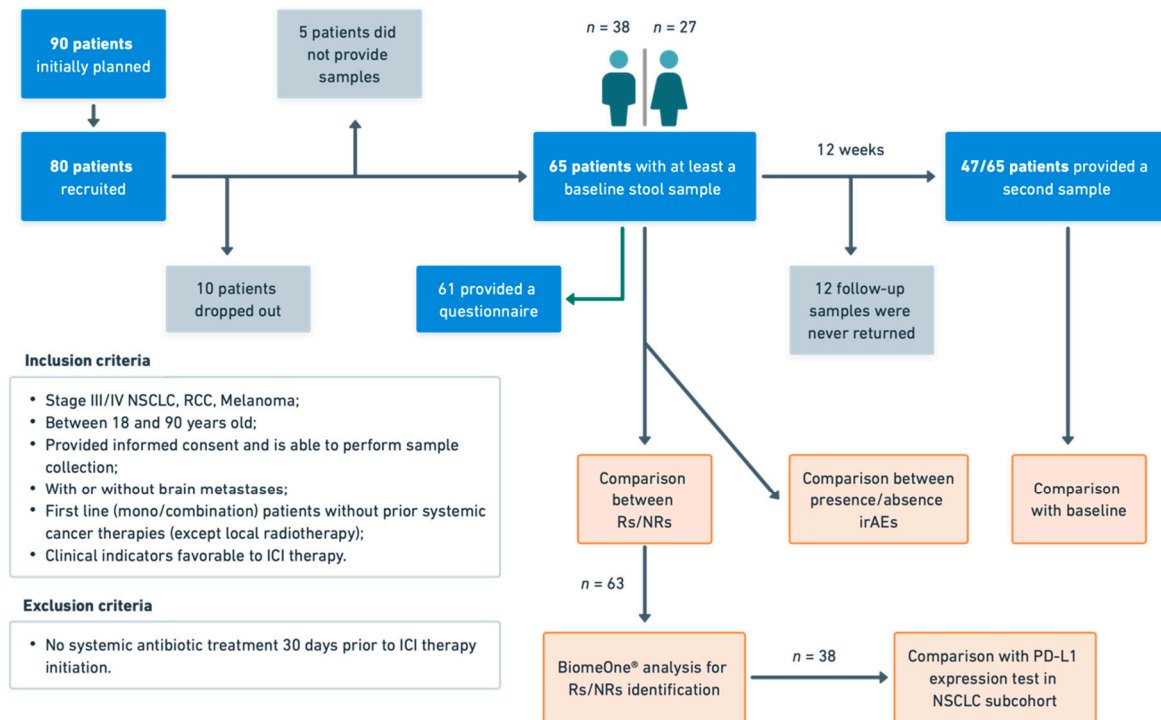 90 patients
initially planned
5 patients did
not provide
samples
n = 38
n = 27
80 patients
recruited
65 patients with at least a
baseline stool sample
12 weeks
47/65 patients provided a
second sample
10 patients
dropped out
61 provided a
questionnaire
12 follow-up
samples were
never returned
Inclusion criteria
• Stage III/IV NSCLC, RCC, Melanoma;
• Between 18 and 90 years old;
• Provided informed consent and is able to perform sample
collection;
• With or without brain metastases;
• First line (mono/combination) patients without prior systemic
cancer therapies (except local radiotherapy);
• Clinical indicators favorable to ICI therapy.
Comparison
between
Rs/NRs
Comparison between
presence/absence
irAEs
Comparison
with baseline
n = 63
Exclusion criteria
• No systemic antibiotic treatment 30 days prior to ICI therapy
initiation.
BiomeOne® analysis for
Rs/NRs identification
n = 38
Comparison with PD-L1
expression test in
NSCLC subcohort